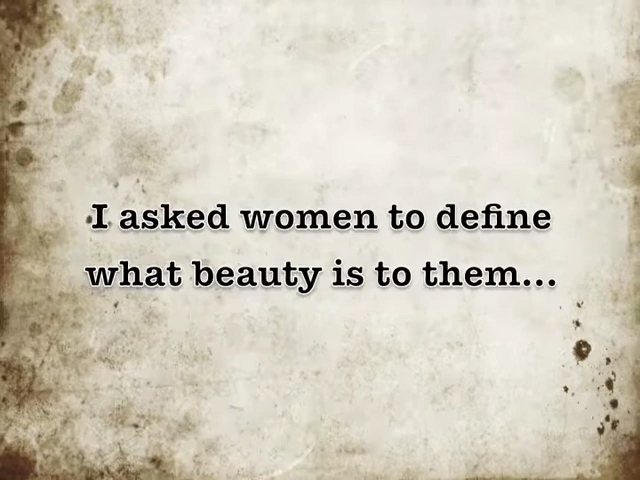 I asked women to define
what beauty is to them...